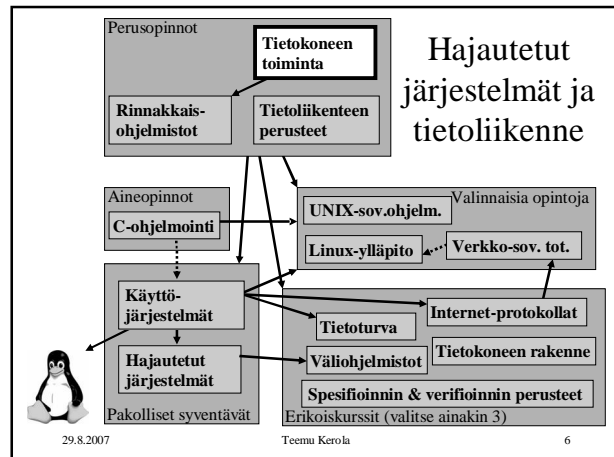 Perusopinnot
Tietokoneen
toiminta
Rinnakkais-
ohjelmistot
Tietoliikenteen
perusteet
Hajautetut
järjestelmät ja
tietoliikenne
Aineopinnot
C-ohjelmointi
Valinnaisia opintoja
UNIX-sov.ohjelm.
Linux-ylläpito
Verkko-sov. tot.
Käyttö-
järjestelmät
Hajautetut
järjestelmät
Pakolliset syventävät
Internet-protokollat
Tietoturva
Tietokoneen rakenne
Väliohjelmistot
Spesifioinnin & verifioinnin perusteet
Erikoiskurssit (valitse ainakin 3)
29.8.2007
Teemu Kerola
6